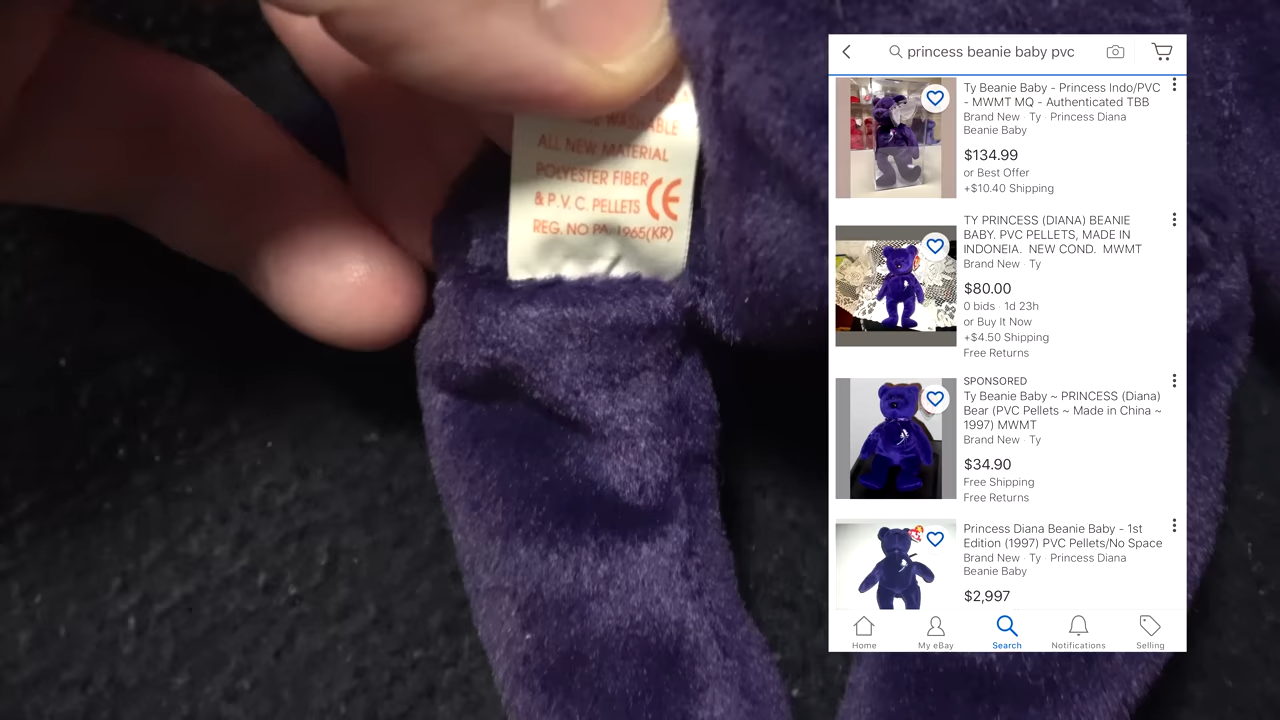 WASHABLE
ALL NEW MATERIAL
POLYESTER FIBER
& P.V.C. PELLETS
CE
REG. NO PA. 1965(KR)
princess beanie baby pvc
Ty Beanie Baby - Princess Indo/PVC
- MWMT MQ - Authenticated TBB
Brand New · Ty · Princess Diana
Beanie Baby
$134.99
or Best Offer
+$10.40 Shipping
TY PRINCESS (DIANA) BEANIE
BABY. PVC PELLETS, MADE IN
INDONEIA. NEW COND. MWMT
Brand New · Ty
$80.00
0 bids · 1d 23h
or Buy It Now
+$4.50 Shipping
Free Returns
SPONSORED
Ty Beanie Baby ~ PRINCESS (Diana)
Bear (PVC Pellets ~ Made in China ~
1997) MWMT
Brand New · Ty
$34.90
Free Shipping
Free Returns
Princess Diana Beanie Baby - 1st
Edition (1997) PVC Pellets/No Space
Brand New · Ty · Princess Diana
Beanie Baby
$2,997
Home
My eBay
Search
Notifications
Selling